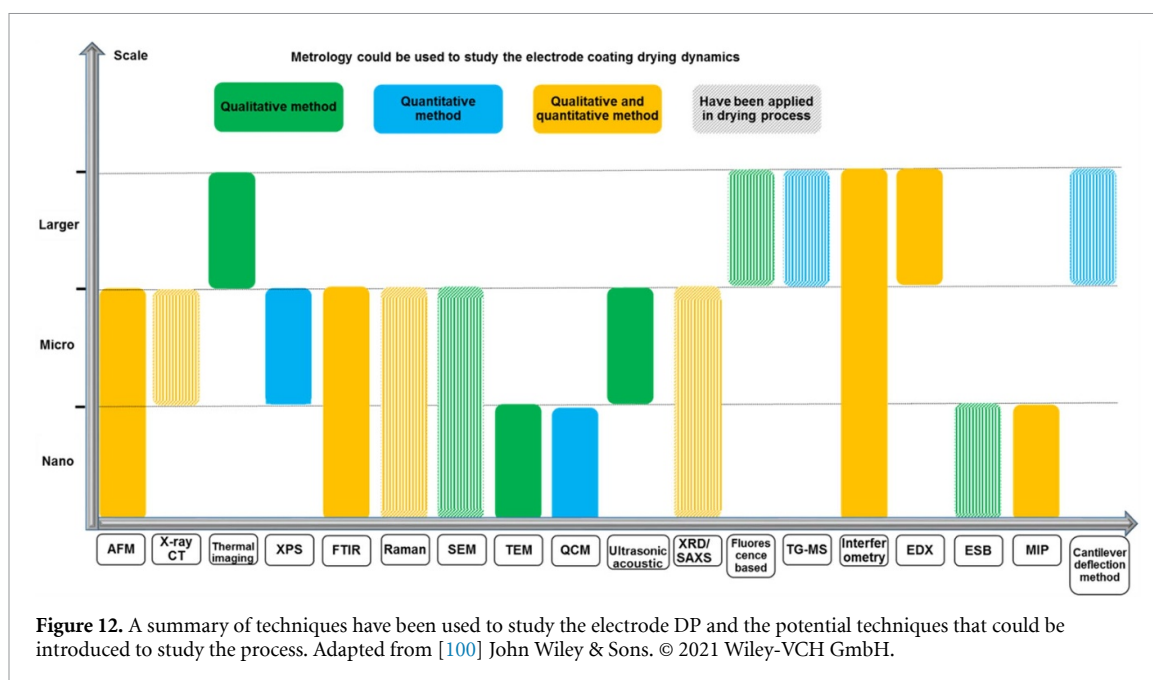 Scale
Metrology could be used to study the electrode coating drying dynamics
Qualitative method
Quantitative
method
Qualitative and
quantitative method
Have been applied
in drying process
Larger
Micro
Nano
AFM
X-ray
CT
Thermal
imaging
XPS
FTIR
Raman
SEM
TEM
QCM
Ultrasonic
acoustic
XRD/
SAXS
Fluores
cence
based
TG-MS
Interfer
ometry
EDX
ESB
MIP
Cantilever
deflection
method
Figure 12. A summary of techniques have been used to study the electrode DP and the potential techniques that could be
introduced to study the process. Adapted from [100] John Wiley & Sons. © 2021 Wiley-VCH GmbH.